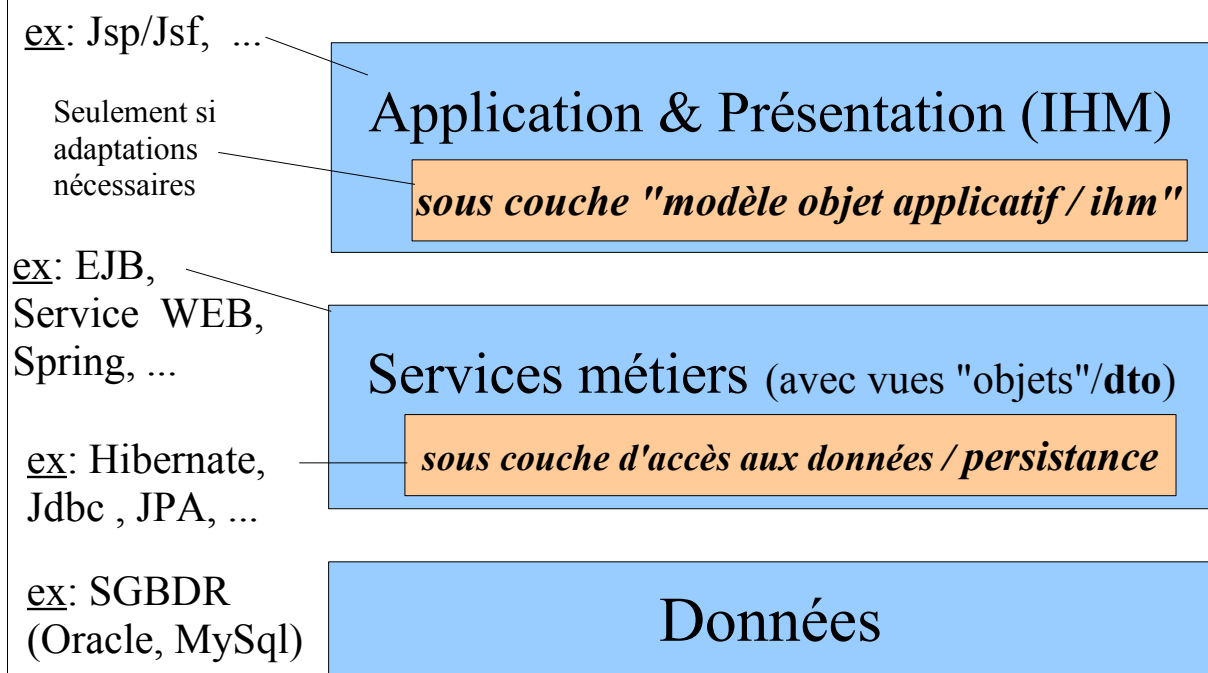 ex: Jsp/Jsf, ...
Application & Présentation (IHM)
Seulement si
adaptations
nécessaires
sous couche "modèle objet applicatif / ihm"
ex: EJB,
Service WEB,
Spring, ...
Services métiers (avec vues "objets"/dto)
sous couche d'accès aux données / persistance
ex: Hibernate,
Jdbc , JPA, ...
ex: SGBDR
(Oracle, MySql)
Données